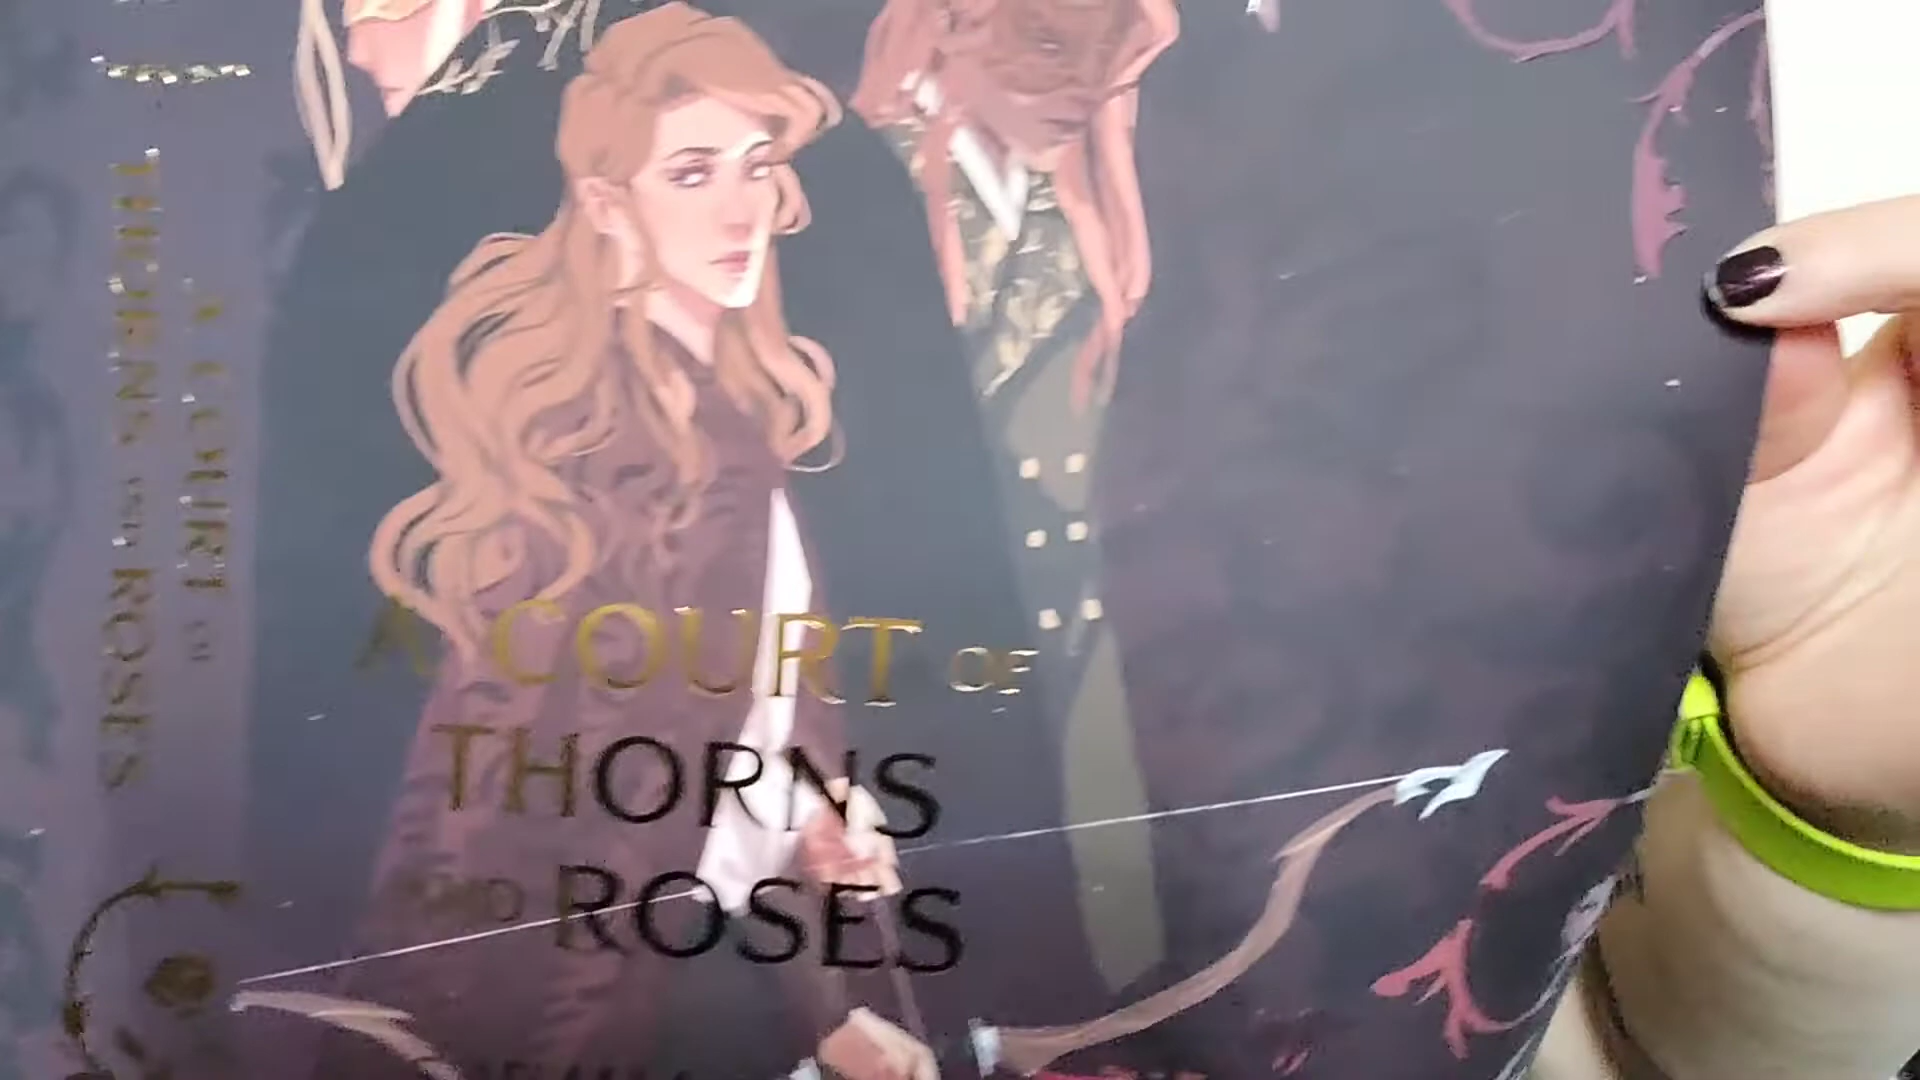 A COURT OF
THORNS
AND ROSES
A COURT OF
THORNS AND ROSES